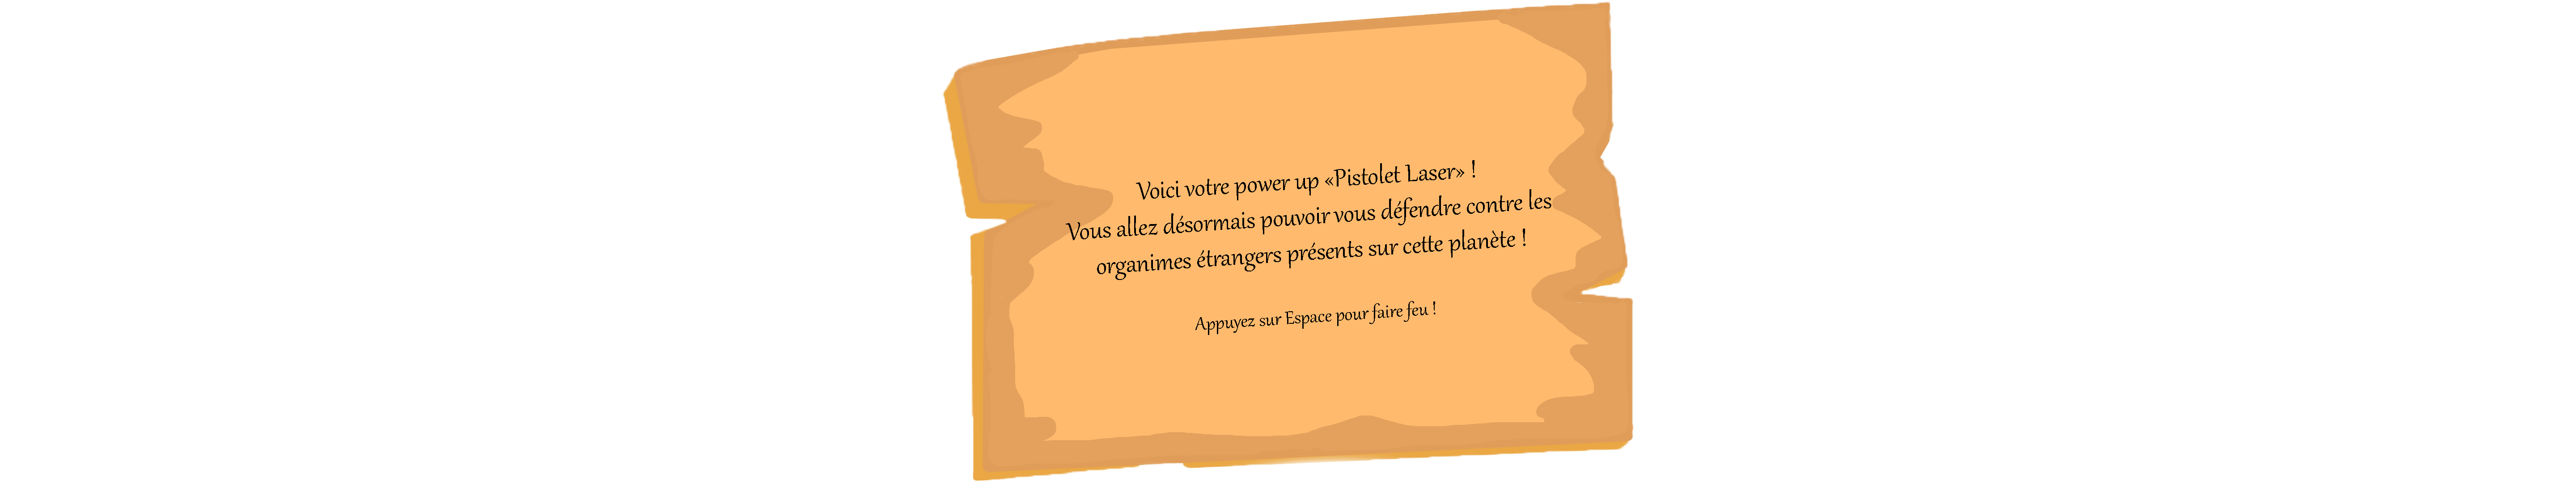 Voici votre power up «Pistolet Laser» !
Vous allez désormais pouvoir vous défendre contre les
organimes étrangers présents sur cette planète !
Appuyez sur Espace pour faire feu !